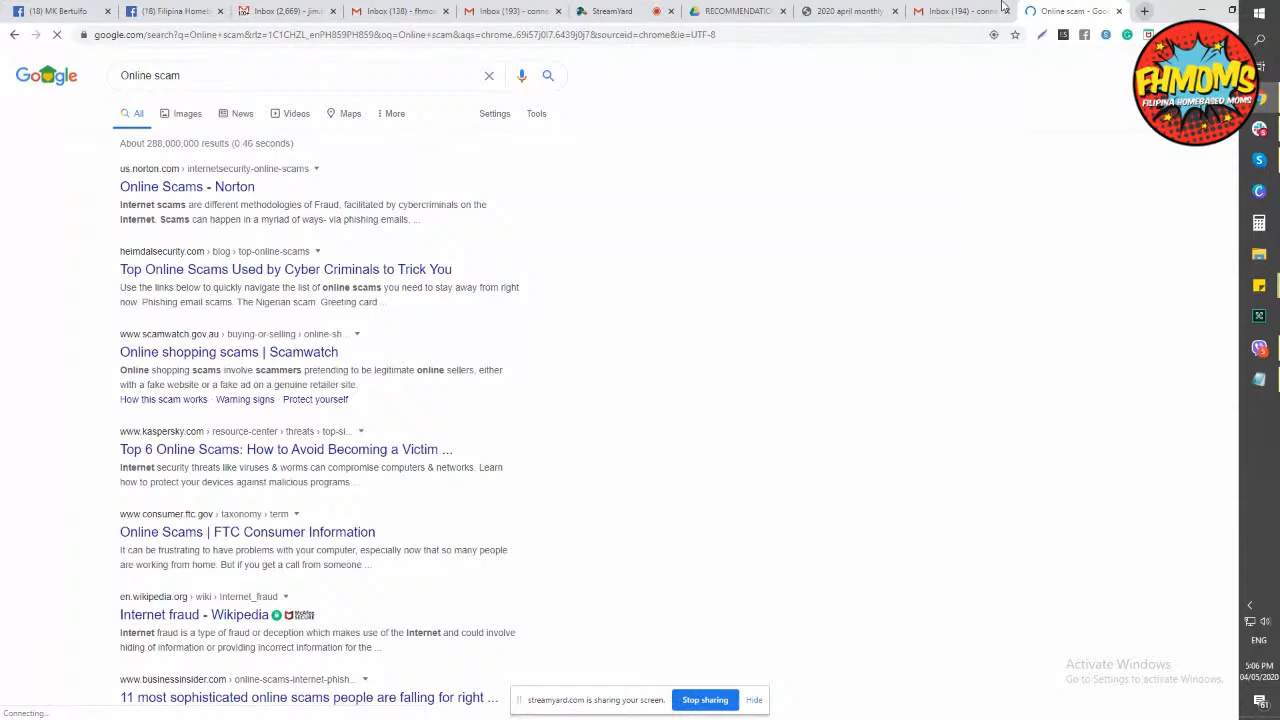 MK Bertulfo
Filipina Homeb
Inbox (2,669) - jimil
Inbox (138) - fhmo
Inbox (193) - conn
StreamYard
RECOMMENDATION
2020 april monthly
Inbox (194) - conn
Online scam - Goo
google.com/search?q=Online+scam&rlz=1C1CHZL_enPH859PH859&oq=Online+scam&aqs=chrome..69i57j0l7.6439j0j7&sourceid=chrome&ie=UTF-8
Google
Online scam
FHMOMS
FILIPINA HOMEBASED MOMS
All
Images
News
Videos
Maps
More
Settings
Tools
About 288,000,000 results (0.46 seconds)
us.norton.com › internetsecurity-online-scams
Online Scams - Norton
Internet scams are different methodologies of Fraud, facilitated by cybercriminals on the
Internet. Scams can happen in a myriad of ways- via phishing emails, ...
heimdalsecurity.com › blog › top-online-scams
Top Online Scams Used by Cyber Criminals to Trick You
Use the links below to quickly navigate the list of online scams you need to stay away from right
now. Phishing email scams. The Nigerian scam. Greeting card ...
www.scamwatch.gov.au › buying-or-selling › online-sh...
Online shopping scams | Scamwatch
Online shopping scams involve scammers pretending to be legitimate online sellers, either
with a fake website or a fake ad on a genuine retailer site.
How this scam works · Warning signs · Protect yourself
www.kaspersky.com › resource-center › threats › top-si...
Top 6 Online Scams: How to Avoid Becoming a Victim ...
Internet security threats like viruses & worms can compromise computers & networks. Learn
how to protect your devices against malicious programs ...
www.consumer.ftc.gov › taxonomy › term
Online Scams | FTC Consumer Information
It can be frustrating to have problems with your computer, especially now that so many people
are working from home. But if you get a call from someone ...
en.wikipedia.org › wiki › Internet_fraud
Internet fraud - Wikipedia
Internet fraud is a type of fraud or deception which makes use of the Internet and could involve
hiding of information or providing incorrect information for the ...
www.businessinsider.com › online-scams-internet-phish...
11 most sophisticated online scams people are falling for right ...
Connecting...
streamyard.com is sharing your screen.
Stop sharing
Hide
Activate Windows
Go to Settings to activate Windows.
ENG
5:06 PM
04/05/2020
61